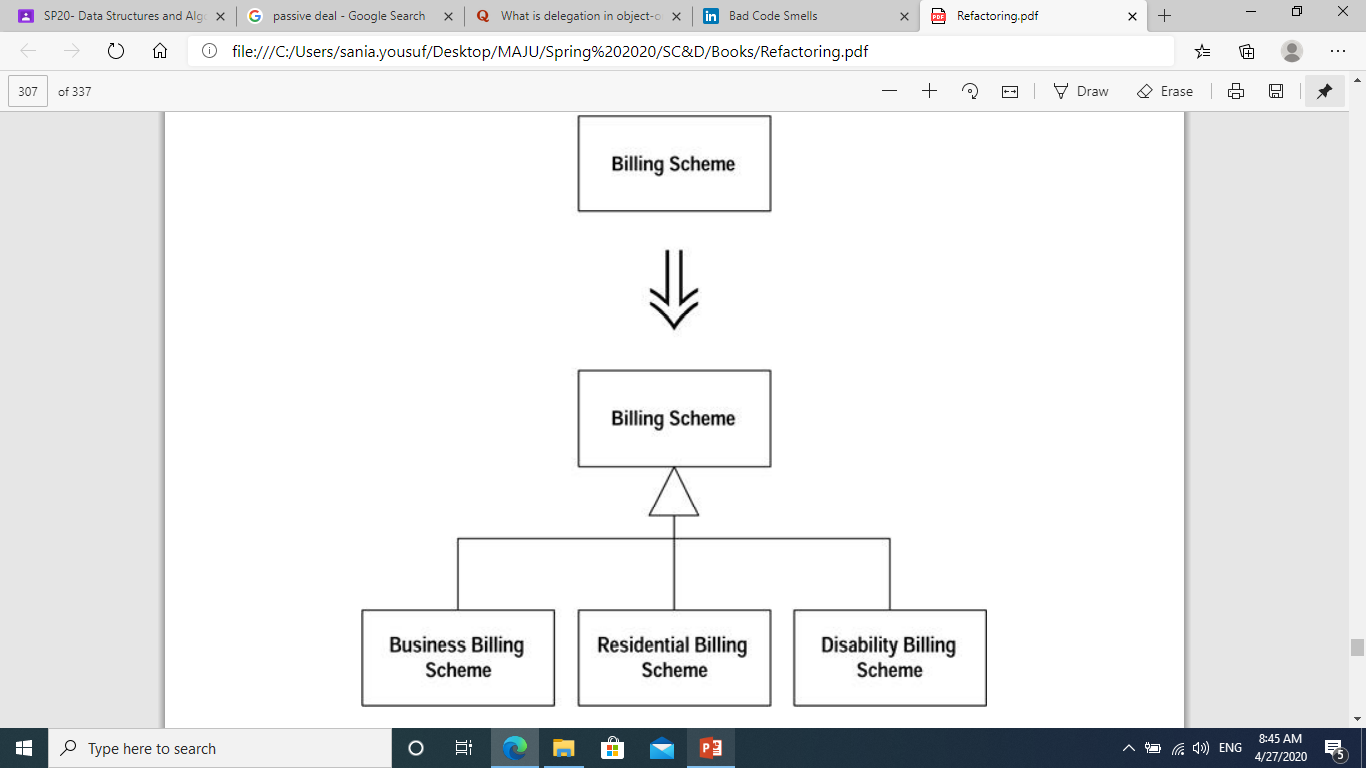 SP20- Data Structures and Algo
passive deal - Google Search
What is delegation in object-o
Bad Code Smells
Refactoring.pdf
file:///C:/Users/sania.yousuf/Desktop/MAJU/Spring%202020/SC&D/Books/Refactoring.pdf
307
of 337
Draw
Erase
Billing Scheme
Billing Scheme
Business Billing
Scheme
Residential Billing
Scheme
Disability Billing
Scheme
Type here to search
ENG
8:45 AM
4/27/2020
5